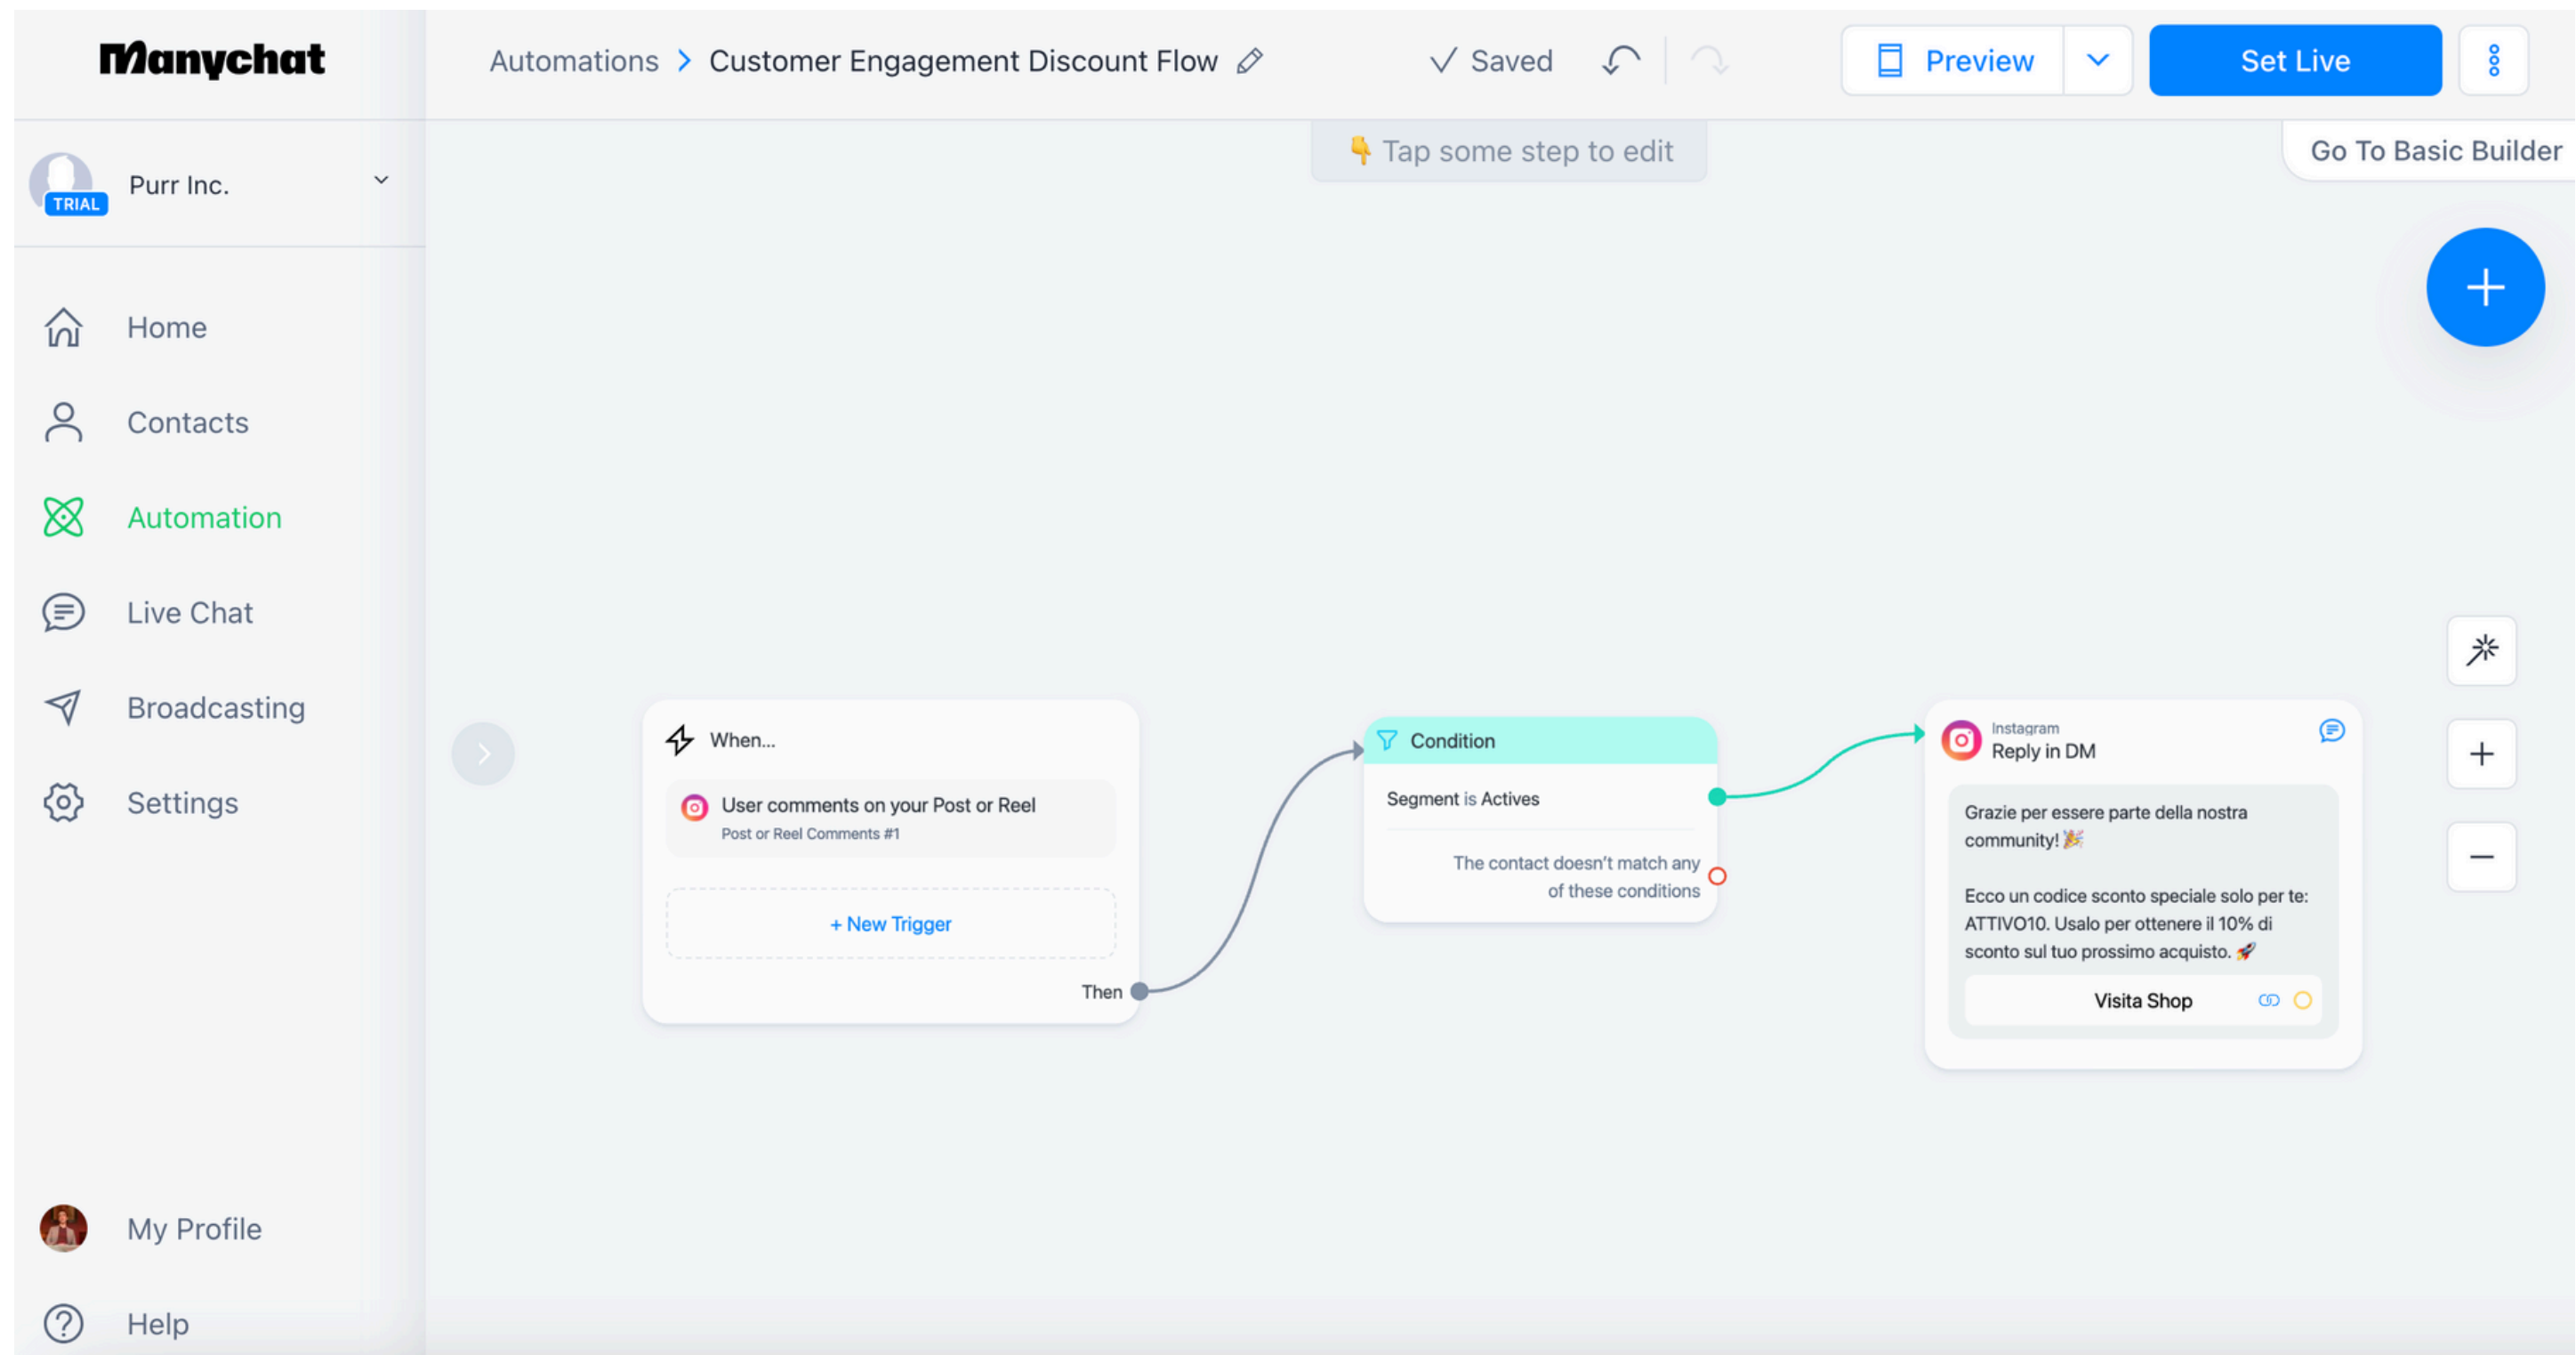 Manychat
Automations > Customer Engagement Discount Flow
Saved
Preview
Set Live
TRIAL
Purr Inc.
👇 Tap some step to edit
Go To Basic Builder
Home
Contacts
Automation
Live Chat
Broadcasting
Settings
My Profile
Help
When...
User comments on your Post or Reel
Post or Reel Comments #1
+ New Trigger
Then
Condition
Segment is Actives
The contact doesn't match any
of these conditions
Instagram
Reply in DM
Grazie per essere parte della nostra
community! 🎉
Ecco un codice sconto speciale solo per te:
ATTIVO10. Usalo per ottenere il 10% di
sconto sul tuo prossimo acquisto. 🚀
Visita Shop